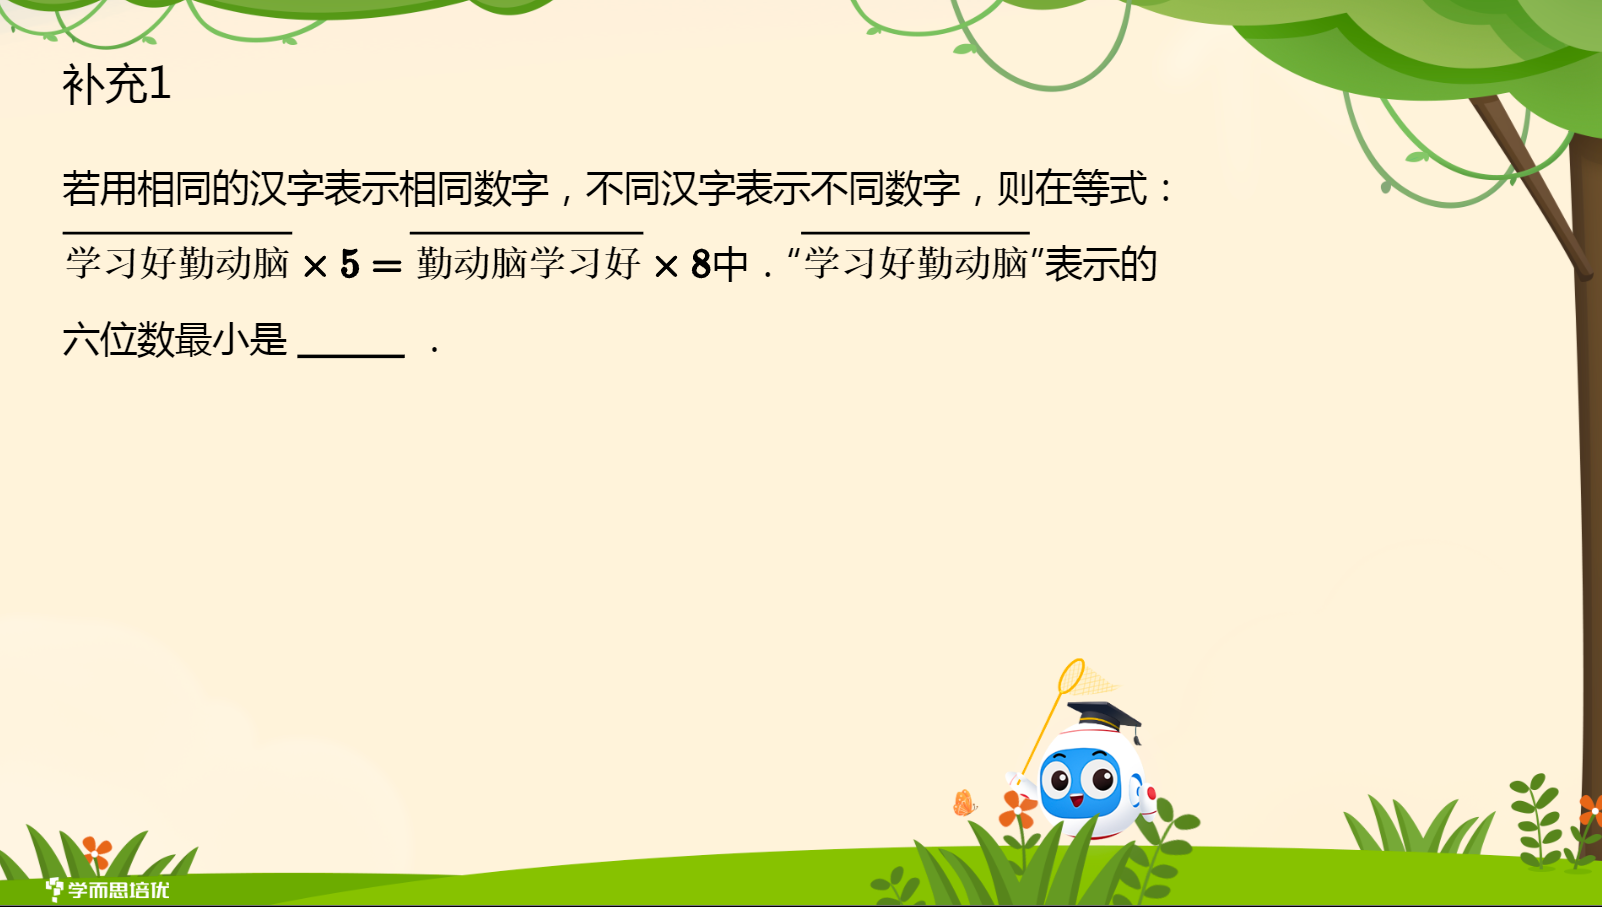 补充1
若用相同的汉字表示相同数字，不同汉字表示不同数字，则在等式：
学习好勤动脑 × 5 = 勤动脑学习好 × 8中．“学习好勤动脑”表示的
六位数最小是 _____ ．
学而思培优